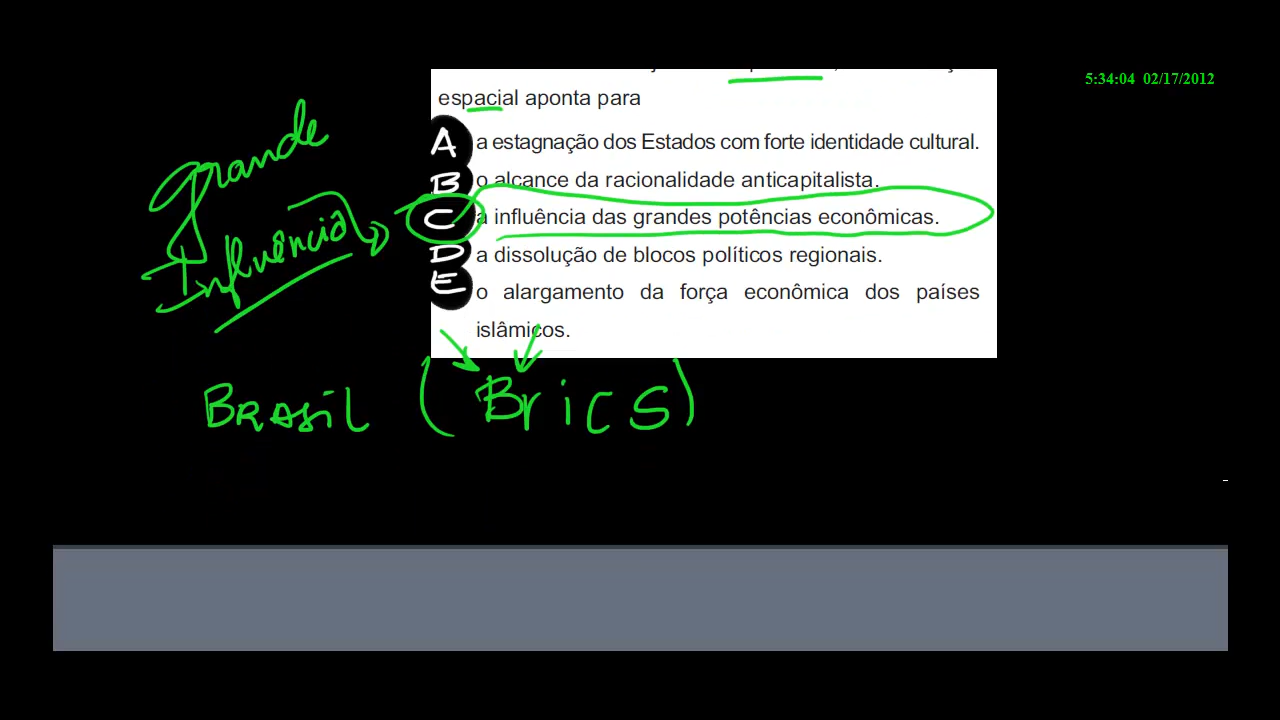 5:34:04 02/17/2012
espacial aponta para
A a estagnação dos Estados com forte identidade cultural.
B o alcance da racionalidade anticapitalista.
C a influência das grandes potências econômicas.
D a dissolução de blocos políticos regionais.
E o alargamento da força econômica dos países
islâmicos.
grande
Influência
BRASIL (Brics)